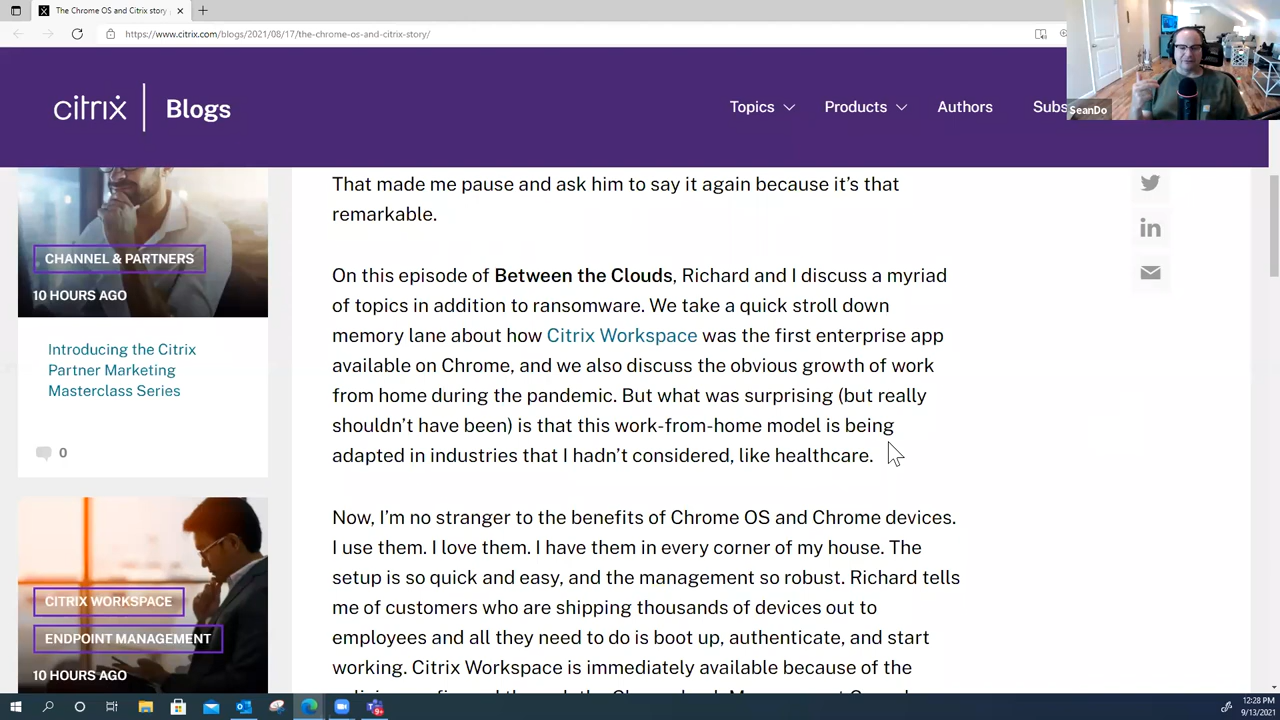 The Chrome OS and Citrix story
https://www.citrix.com/blogs/2021/08/17/the-chrome-os-and-citrix-story/
SeanDo
citrix | Blogs
Topics
Products
Authors
Subs
CHANNEL & PARTNERS
10 HOURS AGO
Introducing the Citrix
Partner Marketing
Masterclass Series
0
CITRIX WORKSPACE
ENDPOINT MANAGEMENT
10 HOURS AGO
That made me pause and ask him to say it again because it's that
remarkable.
On this episode of Between the Clouds, Richard and I discuss a myriad
of topics in addition to ransomware. We take a quick stroll down
memory lane about how Citrix Workspace was the first enterprise app
available on Chrome, and we also discuss the obvious growth of work
from home during the pandemic. But what was surprising (but really
shouldn't have been) is that this work-from-home model is being
adapted in industries that I hadn't considered, like healthcare.
Now, I'm no stranger to the benefits of Chrome OS and Chrome devices.
I use them. I love them. I have them in every corner of my house. The
setup is so quick and easy, and the management so robust. Richard tells
me of customers who are shipping thousands of devices out to
employees and all they need to do is boot up, authenticate, and start
working. Citrix Workspace is immediately available because of the
12:28 PM
9/13/2021